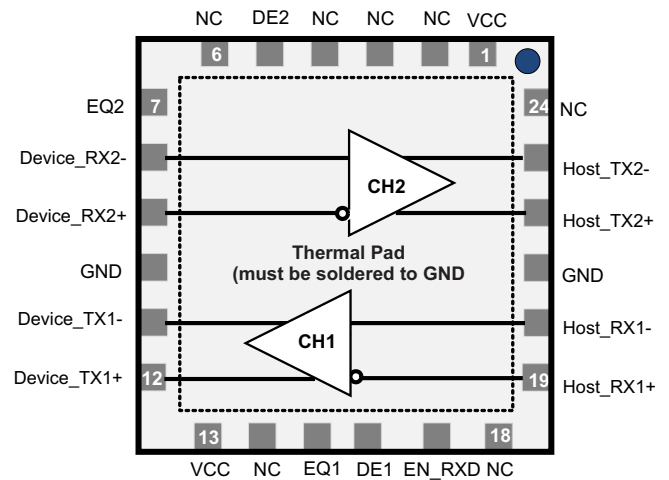 NC DE2 NC NC NC VCC
6 1
EQ2 7 24 NC
Device_RX2- Host_TX2-
CH2
Device_RX2+ Host_TX2+
Thermal Pad
(must be soldered to GND
GND GND
Device_TX1- Host_RX1-
CH1
Device_TX1+ 12 19 Host_RX1+
13 18
VCC NC EQ1 DE1 EN_RXD NC